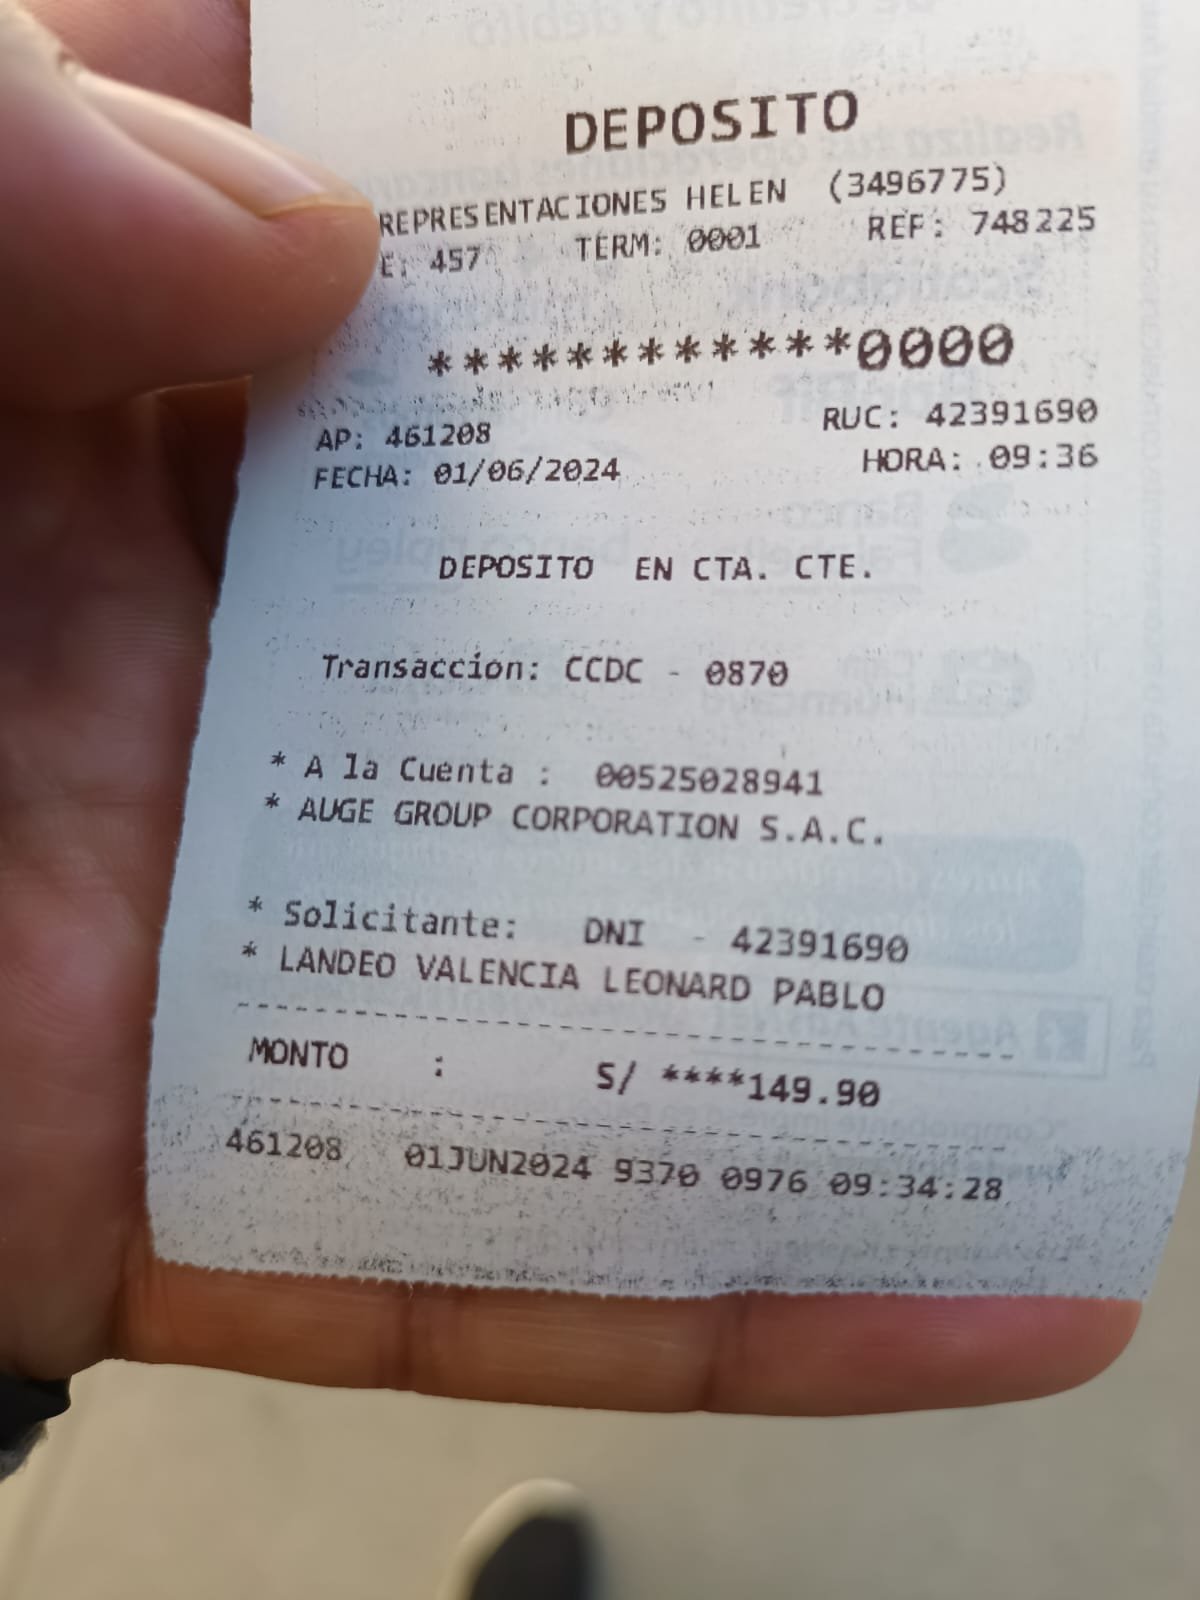 DEPOSITO
REPRESENTACIONES HELEN (3496775)
E: 457 TERM: 0001 REF: 748225
************0000
AP: 461208 RUC: 42391690
FECHA: 01/06/2024 HORA: 09:36
DEPOSITO EN CTA. CTE.
Transaccion: CCDC - 0870
* A la Cuenta : 00525028941
* AUGE GROUP CORPORATION S.A.C.
* Solicitante: DNI - 42391690
* LANDEO VALENCIA LEONARD PABLO
MONTO : S/ ****149.90
461208 01JUN2024 9370 0976 09:34:28